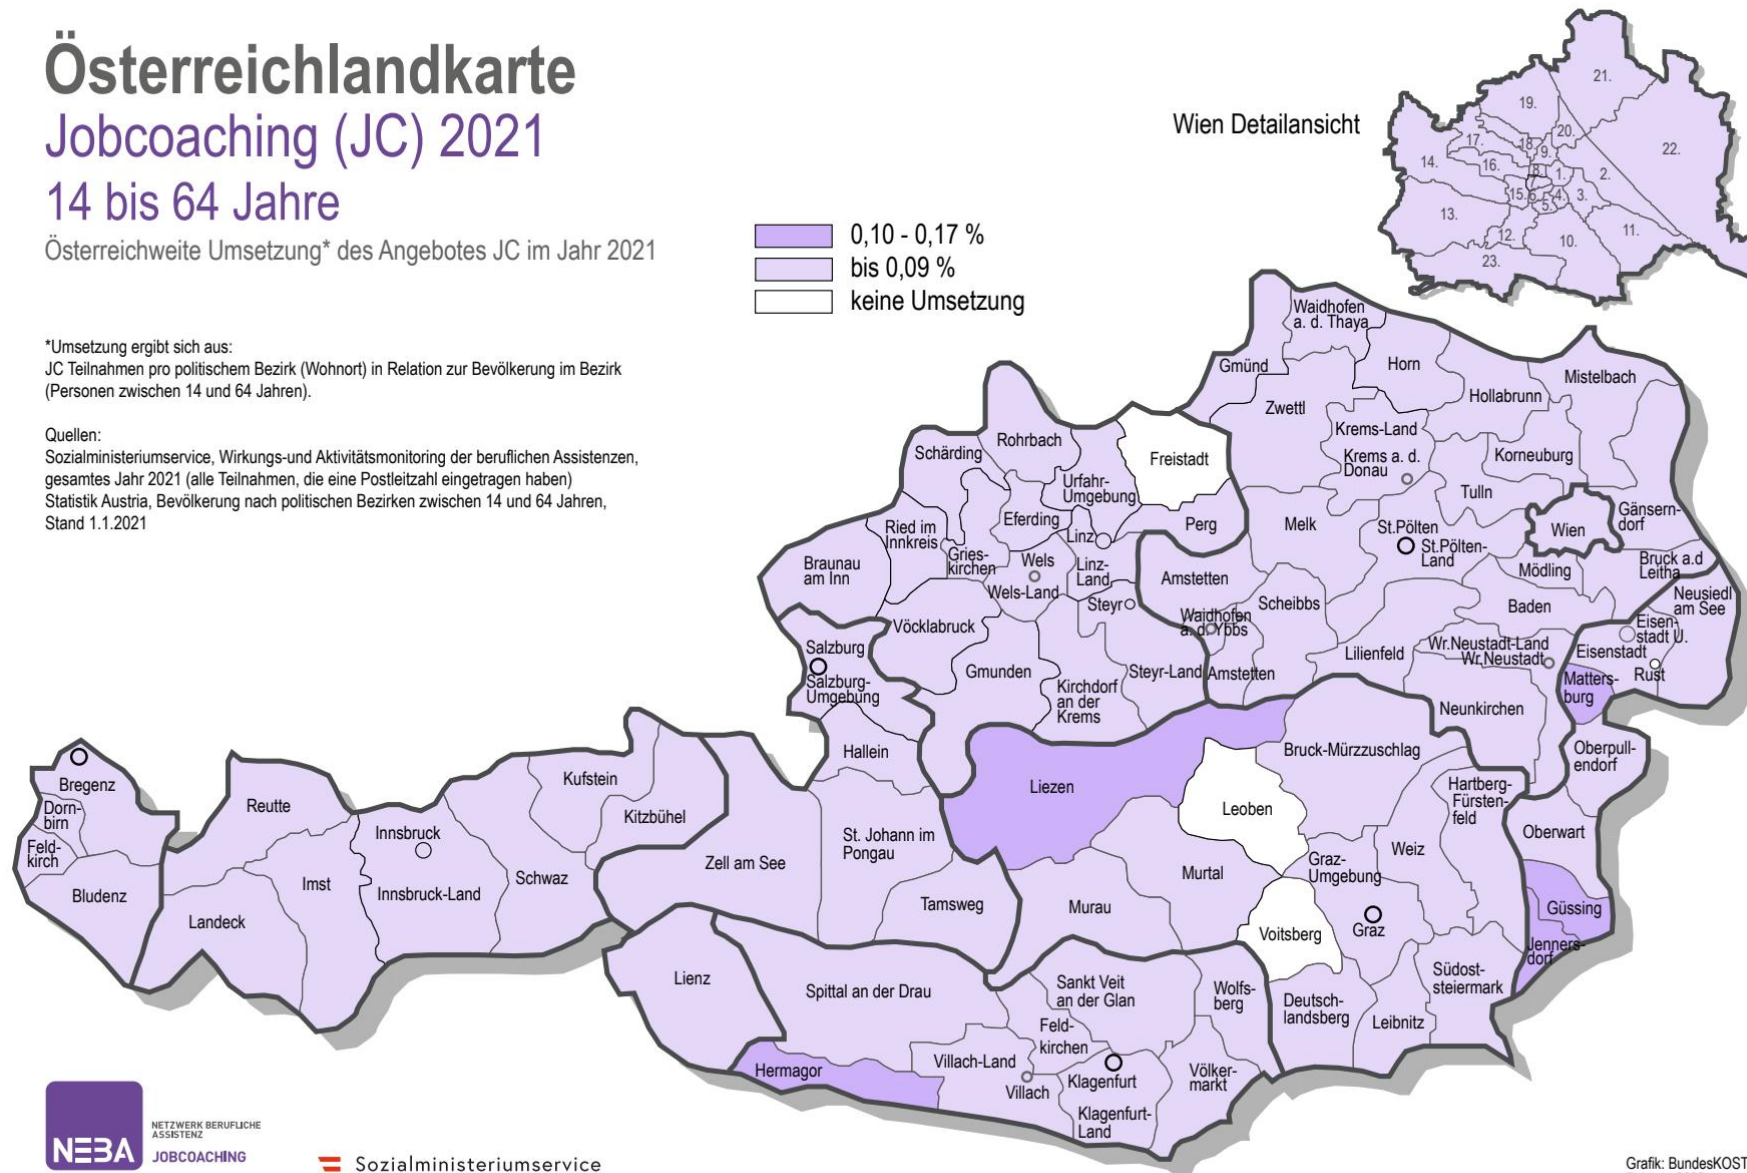 Österreichlandkarte
Jobcoaching (JC) 2021
14 bis 64 Jahre
Österreichweite Umsetzung* des Angebotes JC im Jahr 2021
*Umsetzung ergibt sich aus:
JC Teilnahmen pro politischem Bezirk (Wohnort) in Relation zur Bevölkerung im Bezirk
(Personen zwischen 14 und 64 Jahren).
Quellen:
Sozialministeriumservice, Wirkungs-und Aktivitätsmonitoring der beruflichen Assistenzen,
gesamtes Jahr 2021 (alle Teilnahmen, die eine Postleitzahl eingetragen haben)
Statistik Austria, Bevölkerung nach politischen Bezirken zwischen 14 und 64 Jahren,
Stand 1.1.2021
0,10 - 0,17 %
bis 0,09 %
keine Umsetzung
Wien Detailansicht
21.
19.
20.
17.
18.
9.
22.
14.
16.
8.
1.
2.
15.
6.
4.
3.
5.
13.
12.
10.
11.
23.
Waidhofen
a. d. Thaya
Gmünd
Horn
Mistelbach
Hollabrunn
Zwettl
Krems-Land
Krems a. d.
Donau
Korneuburg
Tulln
Gänsern-
dorf
Wien
Melk
St.Pölten
St.Pölten-
Land
Mödling
Bruck a.d
Leitha
Amstetten
Scheibbs
Baden
Neusiedl
am See
Waidhofen
a. d. Ybbs
Amstetten
Lilienfeld
Wr.Neustadt-Land
Wr.Neustadt
Eisen-
stadt U.
Eisenstadt
Rust
Matters-
burg
Neunkirchen
Oberpull-
endorf
Oberwart
Güssing
Jenners-
dorf
Rohrbach
Schärding
Freistadt
Urfahr-
Umgebung
Perg
Eferding
Linz
Ried im
Innkreis
Gries-
kirchen
Wels
Linz-
Land
Wels-Land
Steyr
Braunau
am Inn
Vöcklabruck
Gmunden
Kirchdorf
an der
Krems
Steyr-Land
Salzburg
Salzburg-
Umgebung
Hallein
St. Johann im
Pongau
Zell am See
Tamsweg
Liezen
Bruck-Mürzzuschlag
Leoben
Hartberg-
Fürsten-
feld
Weiz
Graz-
Umgebung
Graz
Murtal
Murau
Voitsberg
Südost-
steiermark
Deutsch-
landsberg
Leibnitz
Bregenz
Dorn-
birn
Feld-
kirch
Bludenz
Reutte
Landeck
Imst
Innsbruck
Innsbruck-Land
Schwaz
Kufstein
Kitzbühel
Lienz
Spittal an der Drau
Hermagor
Villach-Land
Villach
Feld-
kirchen
Sankt Veit
an der Glan
Klagenfurt
Klagenfurt-
Land
Wolfs-
berg
Völker-
markt
NEBA
NETZWERK BERUFLICHE
ASSISTENZ
JOBCOACHING
Sozialministeriumservice
Grafik: BundesKOST